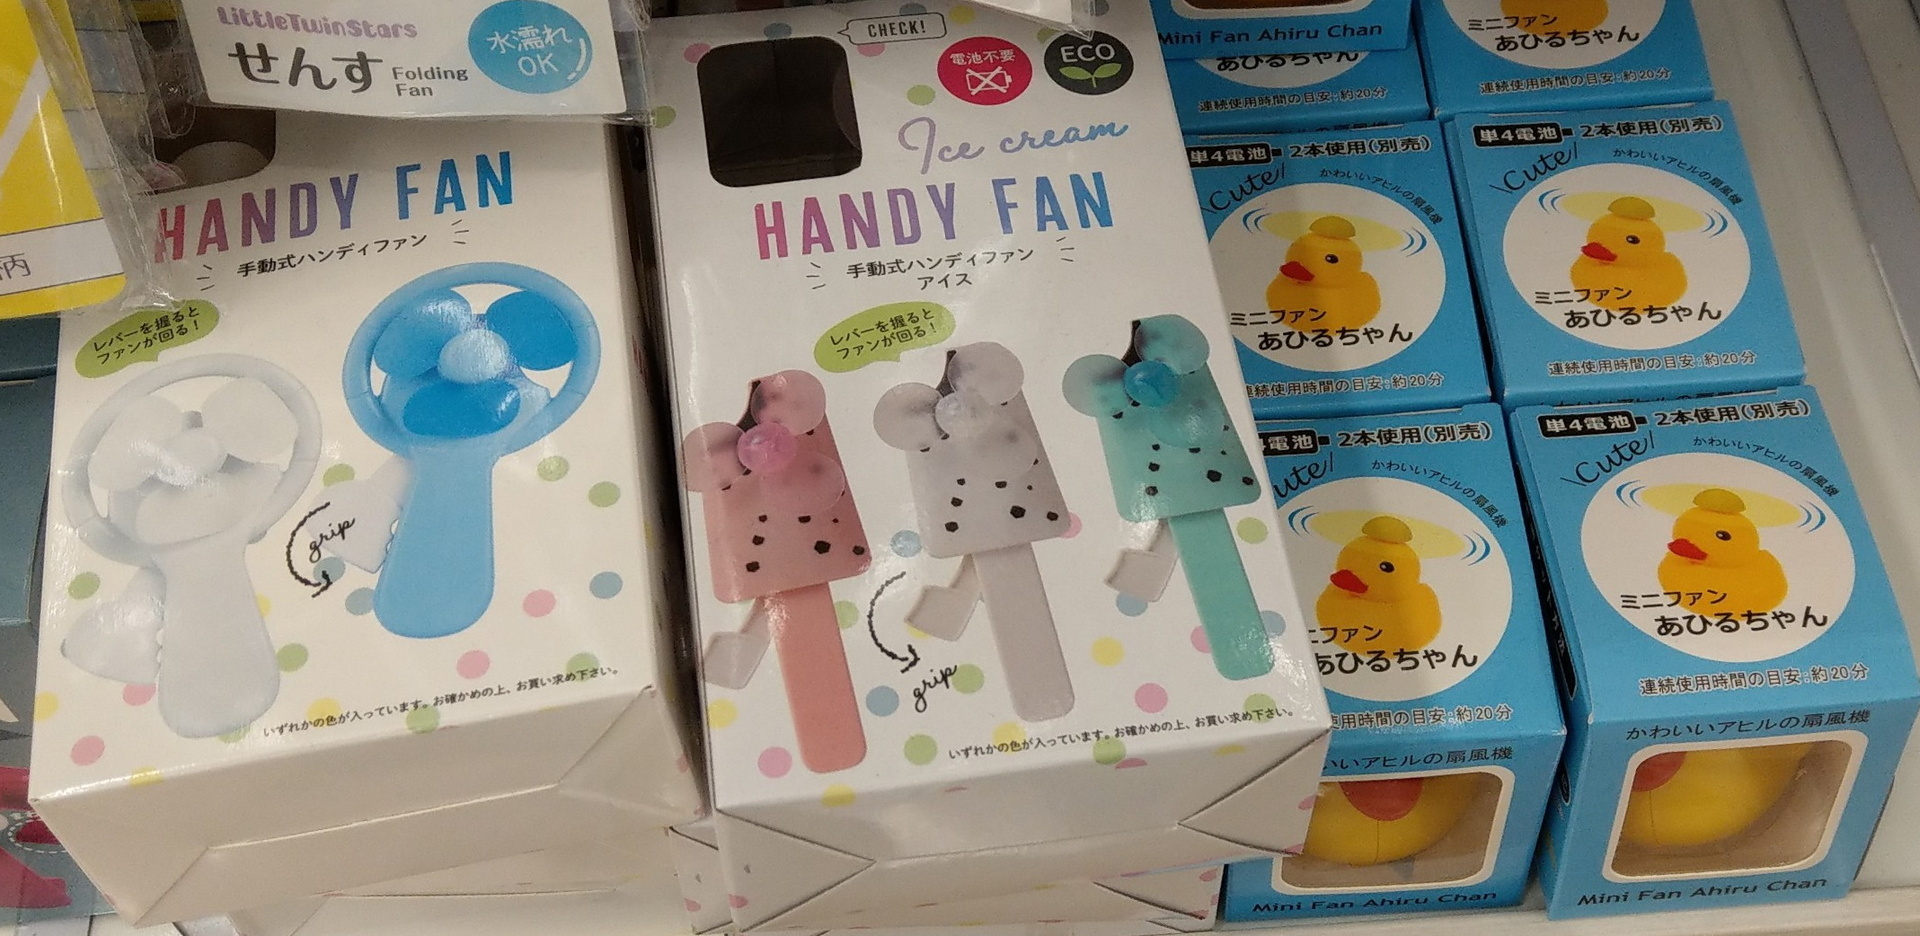 LittleTwinStars
せんす Folding Fan
水濡れ
OK
HANDY FAN
手動式ハンディファン
レバーを握ると
ファンが回る!
grip
いずれかの色が入っています。お確かめの上、お買い求め下さい。
柄
CHECK!
電池不要
ECO
Ice cream
HANDY FAN
手動式ハンディファン
アイス
レバーを握ると
ファンが回る!
grip
いずれかの色が入っています。お確かめの上、お買い求め下さい。
Mini Fan Ahiru Chan
あひるちゃん
連続使用時間の目安:約20分
ミニファン
あひるちゃん
連続使用時間の目安:約20分
単4電池 2本使用(別売)
Cute
かわいいアヒルの扇風機
ミニファン
あひるちゃん
連続使用時間の目安:約20分
単4電池 2本使用(別売)
Cute
かわいいアヒルの扇風機
ミニファン
あひるちゃん
連続使用時間の目安:約20分
4電池 2本使用(別売)
ute
かわいいアヒルの扇風機
ニファン
あひるちゃん
使用時間の目安:約20分
いいアヒルの扇風機
Mini Fan Ahiru Chan
単4電池 2本使用(別売)
Cute
かわいいアヒルの扇風機
ミニファン
あひるちゃん
連続使用時間の目安:約20分
かわいいアヒルの扇風機
Mini Fan Ahiru Chan